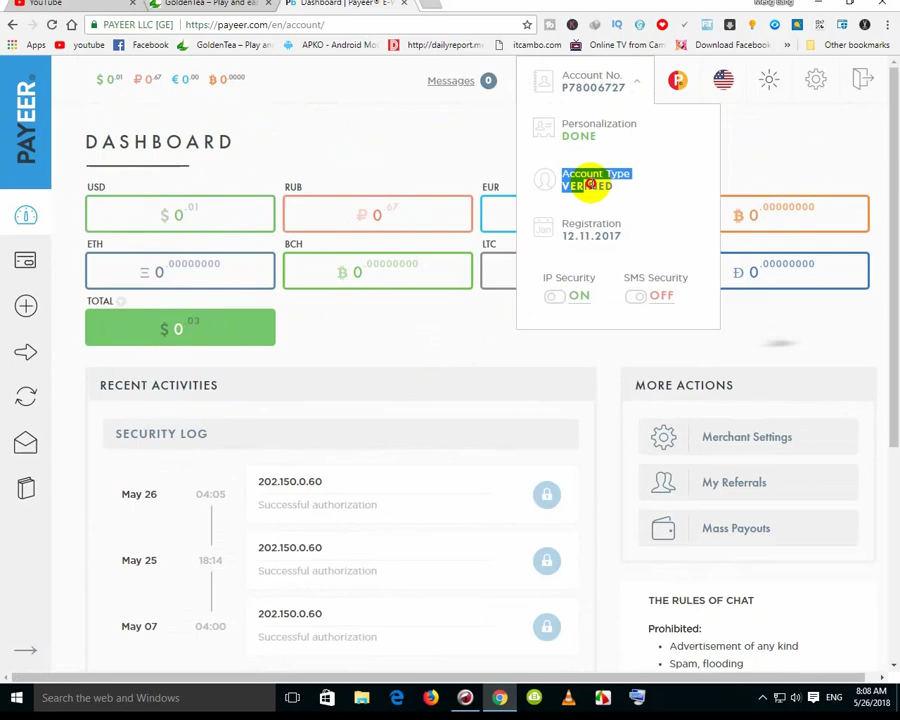 YouTube
GoldenTea – Play and ear
Dashboard | Payeer® E-W
Meng Bang
PAYEER LLC [GE]
https://payeer.com/en/account/
Apps
youtube
Facebook
GoldenTea – Play an
APKO - Android Mo
http://dailyreport.m
itcambo.com
Online TV from Cam
Download Facebook
»
Other bookmarks
PAYEER®
$ 0.01
₽ 0.67
€ 0.00
฿ 0.0000
Messages
0
Account No.
P78006727
Personalization
DONE
Account Type
Registration
12.11.2017
IP Security
ON
SMS Security
OFF
DASHBOARD
USD
RUB
EUR
$ 0.01
₽ 0.67
฿ 0.00000000
ETH
BCH
LTC
Ξ 0.00000000
฿ 0.00000000
Ð 0.00000000
TOTAL
$ 0.03
RECENT ACTIVITIES
SECURITY LOG
May 26
04:05
202.150.0.60
Successful authorization
May 25
18:14
202.150.0.60
Successful authorization
May 07
04:00
202.150.0.60
Successful authorization
MORE ACTIONS
Merchant Settings
My Referrals
Mass Payouts
THE RULES OF CHAT
Prohibited:
• Advertisement of any kind
• Spam, flooding
Search the web and Windows
ENG
8:08 AM
5/26/2018